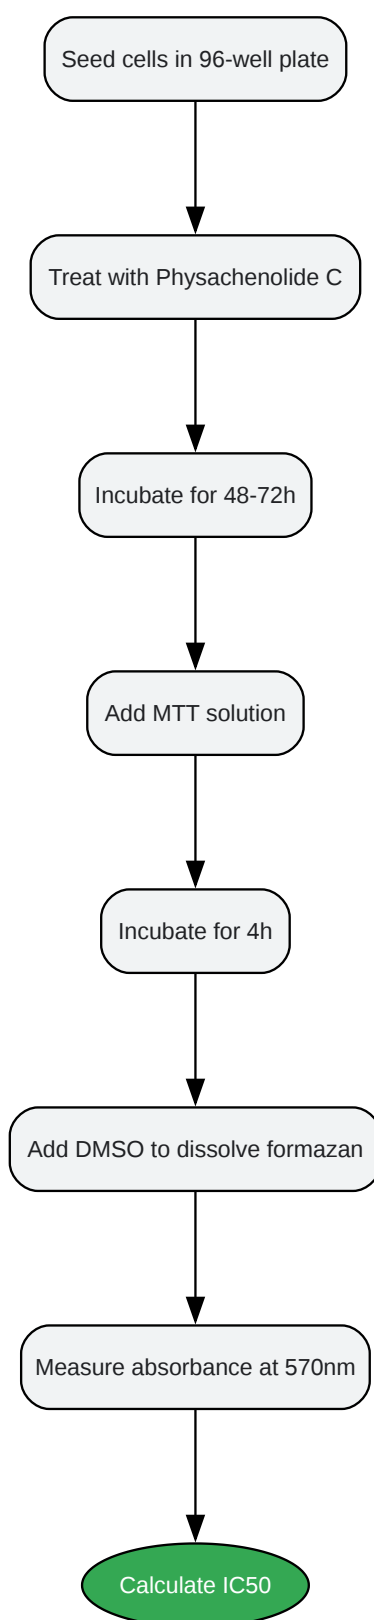 Seed cells in 96-well plate
Treat with Physachenolide C
Incubate for 48-72h
Add MTT solution
Incubate for 4h
Add DMSO to dissolve formazan
Measure absorbance at 570nm
Calculate IC50